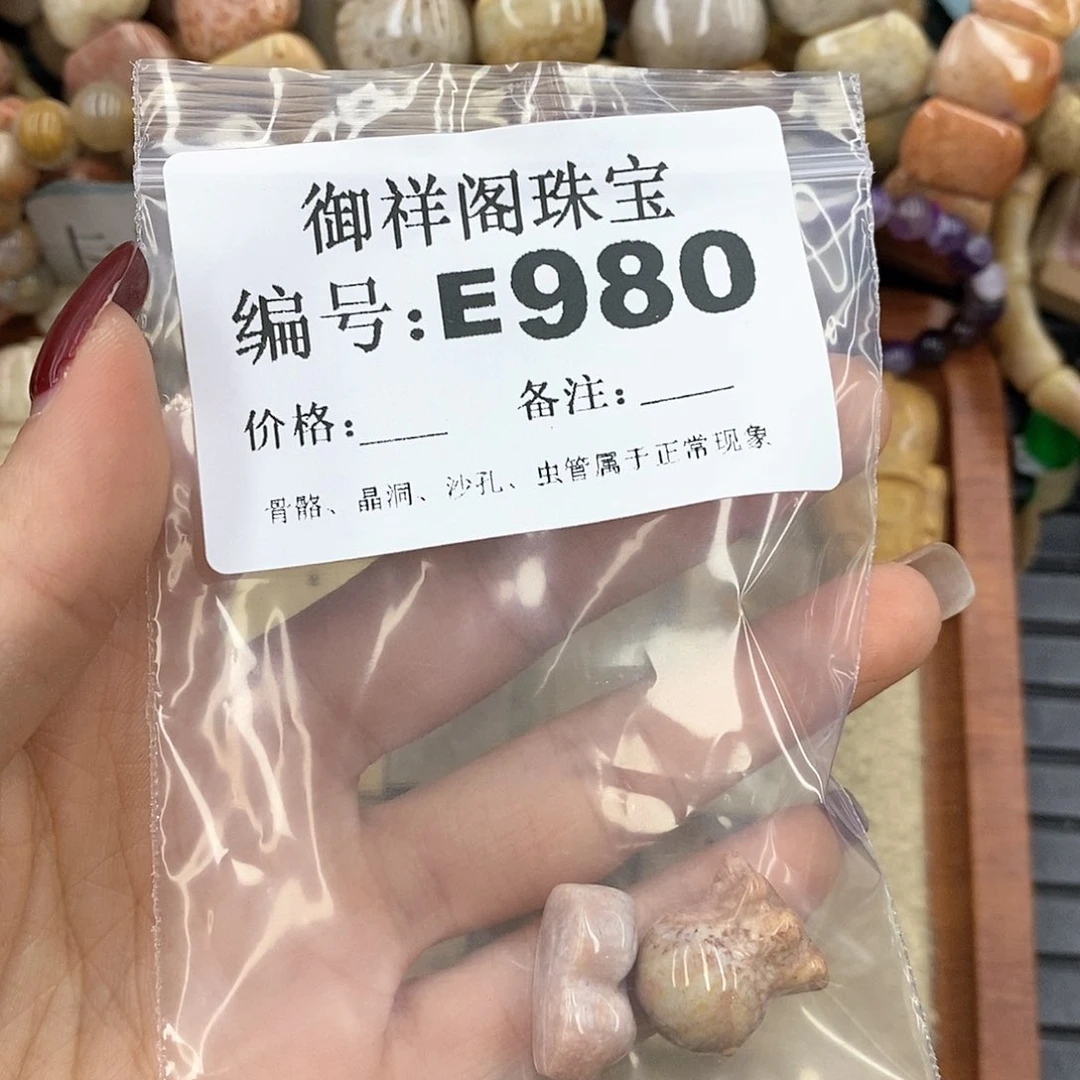 御祥阁珠宝
编号:E980
价格:____ 备注:____
骨骼、晶洞、沙孔、虫管属于正常现象